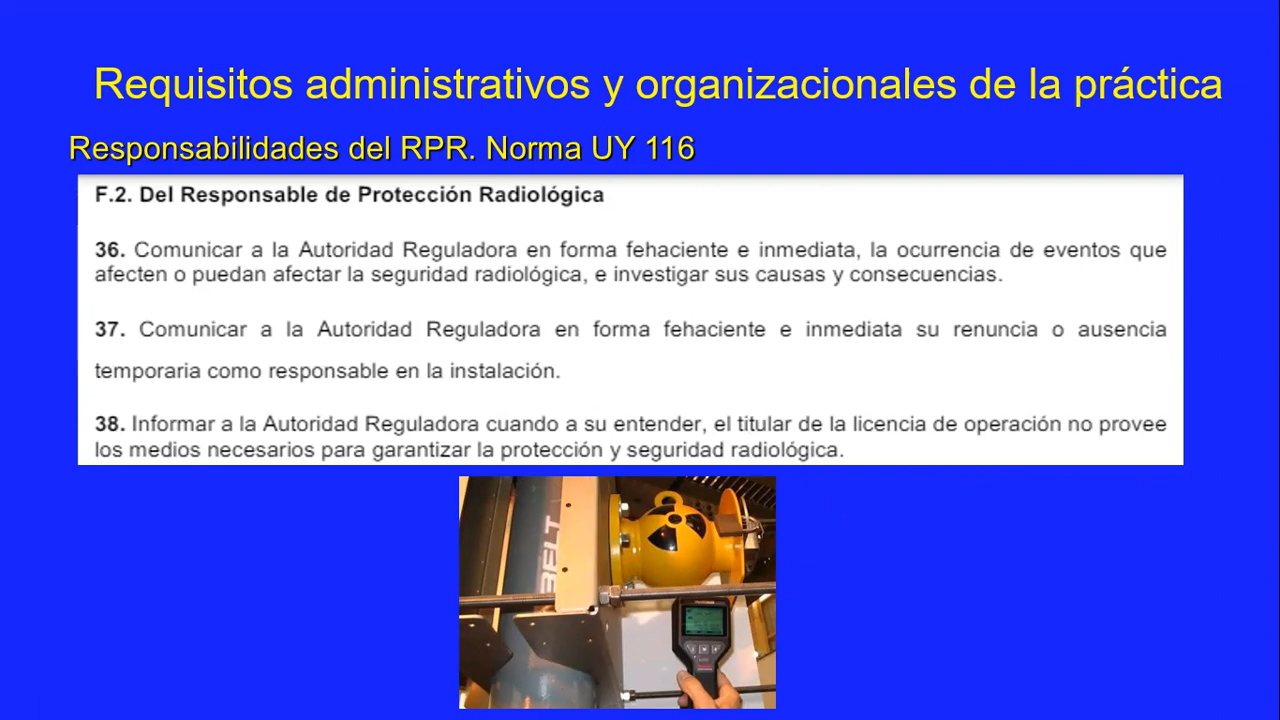 Requisitos administrativos y organizacionales de la práctica
Responsabilidades del RPR. Norma UY 116
F.2. Del Responsable de Protección Radiológica
36. Comunicar a la Autoridad Reguladora en forma fehaciente e inmediata, la ocurrencia de eventos que
afecten o puedan afectar la seguridad radiológica, e investigar sus causas y consecuencias.
37. Comunicar a la Autoridad Reguladora en forma fehaciente e inmediata su renuncia o ausencia
temporaria como responsable en la instalación.
38. Informar a la Autoridad Reguladora cuando a su entender, el titular de la licencia de operación no provee
los medios necesarios para garantizar la protección y seguridad radiológica.
BELT